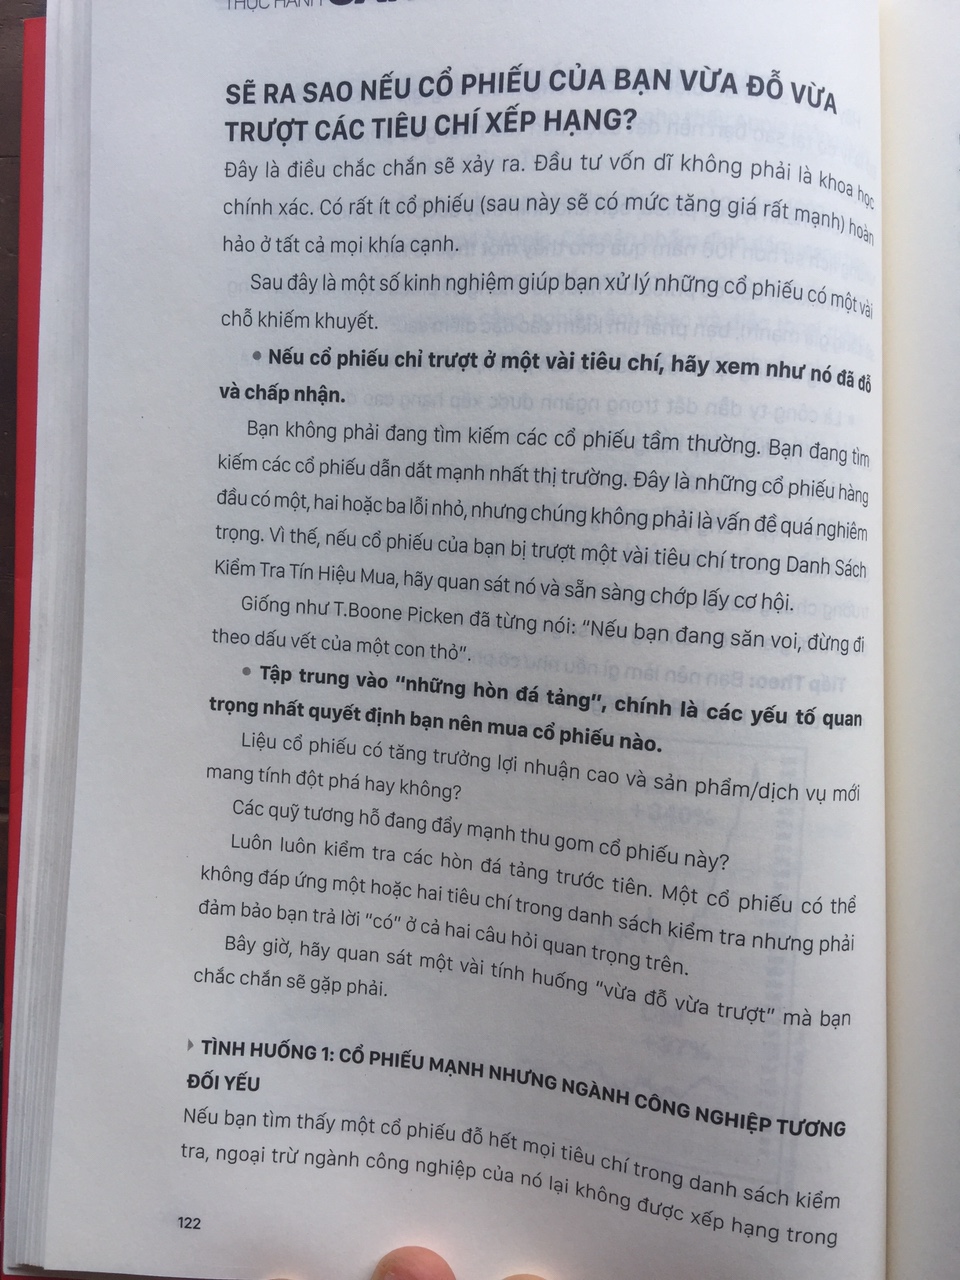 THỰC HÀNH
SẼ RA SAO NẾU CỔ PHIẾU CỦA BẠN VỪA ĐỖ VỪA
TRƯỢT CÁC TIÊU CHÍ XẾP HẠNG?
Đây là điều chắc chắn sẽ xảy ra. Đầu tư vốn dĩ không phải là khoa học
chính xác. Có rất ít cổ phiếu (sau này sẽ có mức tăng giá rất mạnh) hoàn
hảo ở tất cả mọi khía cạnh.
Sau đây là một số kinh nghiệm giúp bạn xử lý những cổ phiếu có một vài
chỗ khiếm khuyết.
• Nếu cổ phiếu chỉ trượt ở một vài tiêu chí, hãy xem như nó đã đỗ
và chấp nhận.
Bạn không phải đang tìm kiếm các cổ phiếu tầm thường. Bạn đang tìm
kiếm các cổ phiếu dẫn dắt mạnh nhất thị trường. Đây là những cổ phiếu hàng
đầu có một, hai hoặc ba lỗi nhỏ, nhưng chúng không phải là vấn đề quá nghiêm
trọng. Vì thế, nếu cổ phiếu của bạn bị trượt một vài tiêu chí trong Danh Sách
Kiểm Tra Tín Hiệu Mua, hãy quan sát nó và sẵn sàng chớp lấy cơ hội.
Giống như T.Boone Picken đã từng nói: “Nếu bạn đang săn voi, đừng đi
theo dấu vết của một con thỏ”.
• Tập trung vào “những hòn đá tảng”, chính là các yếu tố quan
trọng nhất quyết định bạn nên mua cổ phiếu nào.
Liệu cổ phiếu có tăng trưởng lợi nhuận cao và sản phẩm/dịch vụ mới
mang tính đột phá hay không?
Các quỹ tương hỗ đang đẩy mạnh thu gom cổ phiếu này?
Luôn luôn kiểm tra các hòn đá tảng trước tiên. Một cổ phiếu có thể
không đáp ứng một hoặc hai tiêu chí trong danh sách kiểm tra nhưng phải
đảm bảo bạn trả lời “có” ở cả hai câu hỏi quan trọng trên.
Bây giờ, hãy quan sát một vài tính huống “vừa đỗ vừa trượt” mà bạn
chắc chắn sẽ gặp phải.
TÌNH HUỐNG 1: CỔ PHIẾU MẠNH NHƯNG NGÀNH CÔNG NGHIỆP TƯƠNG
ĐỐI YẾU
Nếu bạn tìm thấy một cổ phiếu đỗ hết mọi tiêu chí trong danh sách kiểm
tra, ngoại trừ ngành công nghiệp của nó lại không được xếp hạng trong
122